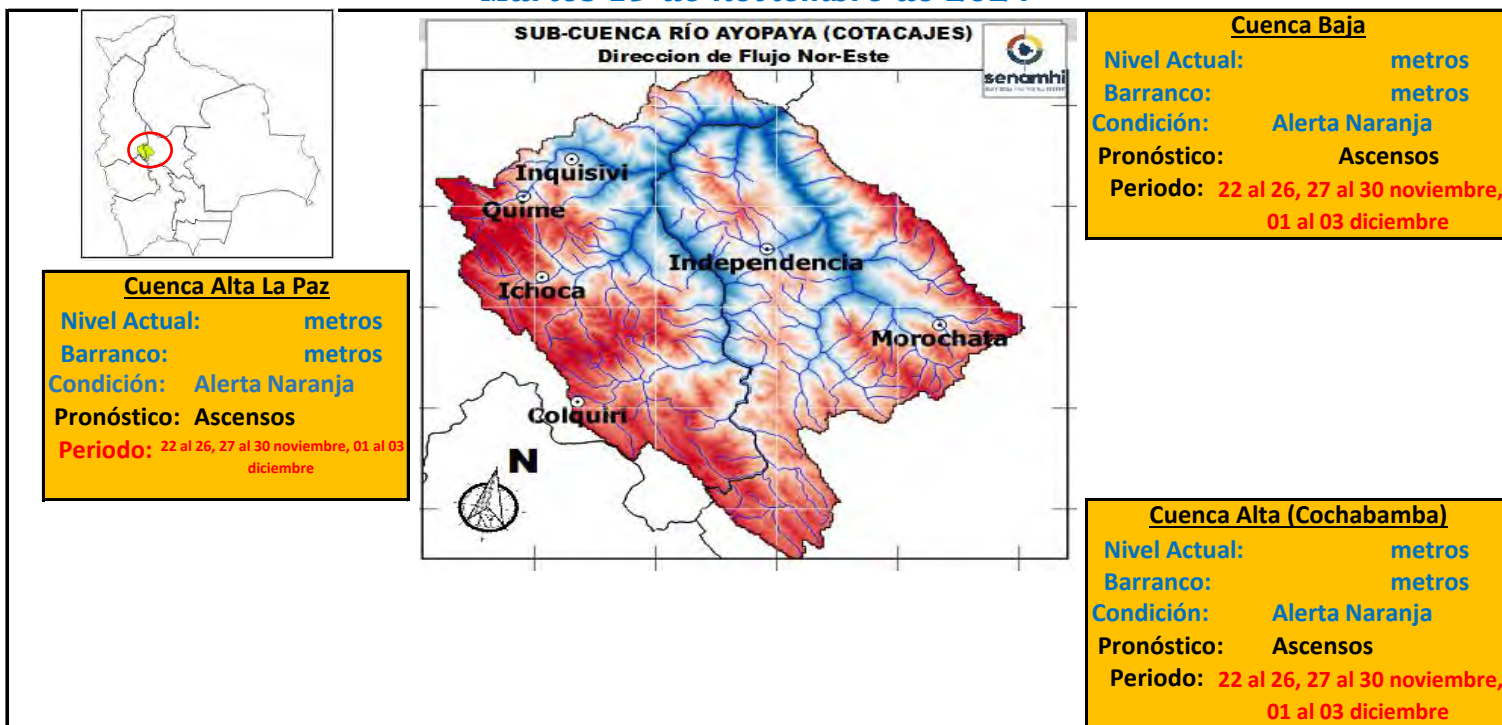 SUB-CUENCA RÍO AYOPAYA (COTACAJES)
Direccion de Flujo Nor-Este
senamhi
Inquisivi
Quime
Independencia
Ichoca
Morochata
Colquiri
N
Cuenca Alta La Paz
Nivel Actual: metros
Barranco: metros
Condición: Alerta Naranja
Pronóstico: Ascensos
Periodo: 22 al 26, 27 al 30 noviembre, 01 al 03
diciembre
Cuenca Baja
Nivel Actual: metros
Barranco: metros
Condición: Alerta Naranja
Pronóstico: Ascensos
Periodo: 22 al 26, 27 al 30 noviembre,
01 al 03 diciembre
Cuenca Alta (Cochabamba)
Nivel Actual: metros
Barranco: metros
Condición: Alerta Naranja
Pronóstico: Ascensos
Periodo: 22 al 26, 27 al 30 noviembre,
01 al 03 diciembre